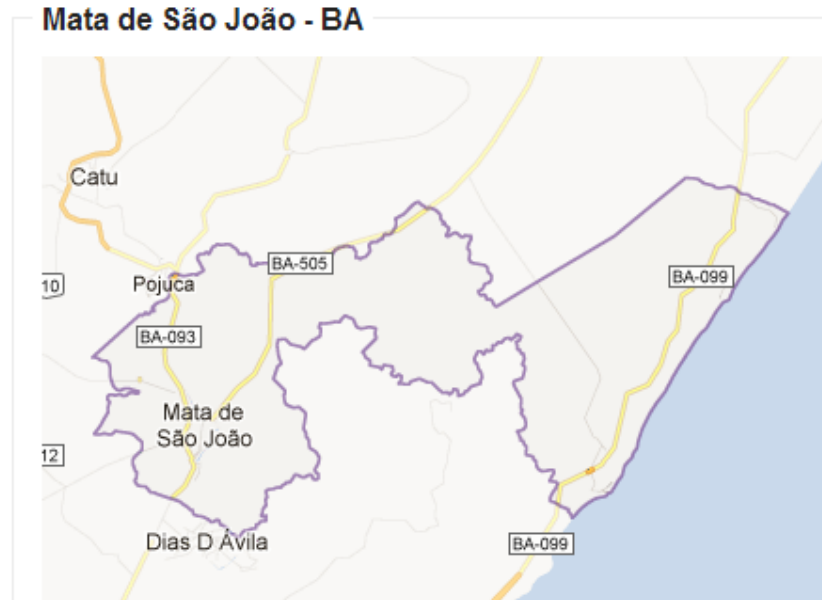 Mata de São João - BA
Catu
BA-505
BA-099
Pojuca
10
BA-093
Mata de
São João
12
Dias D Ávila
BA-099